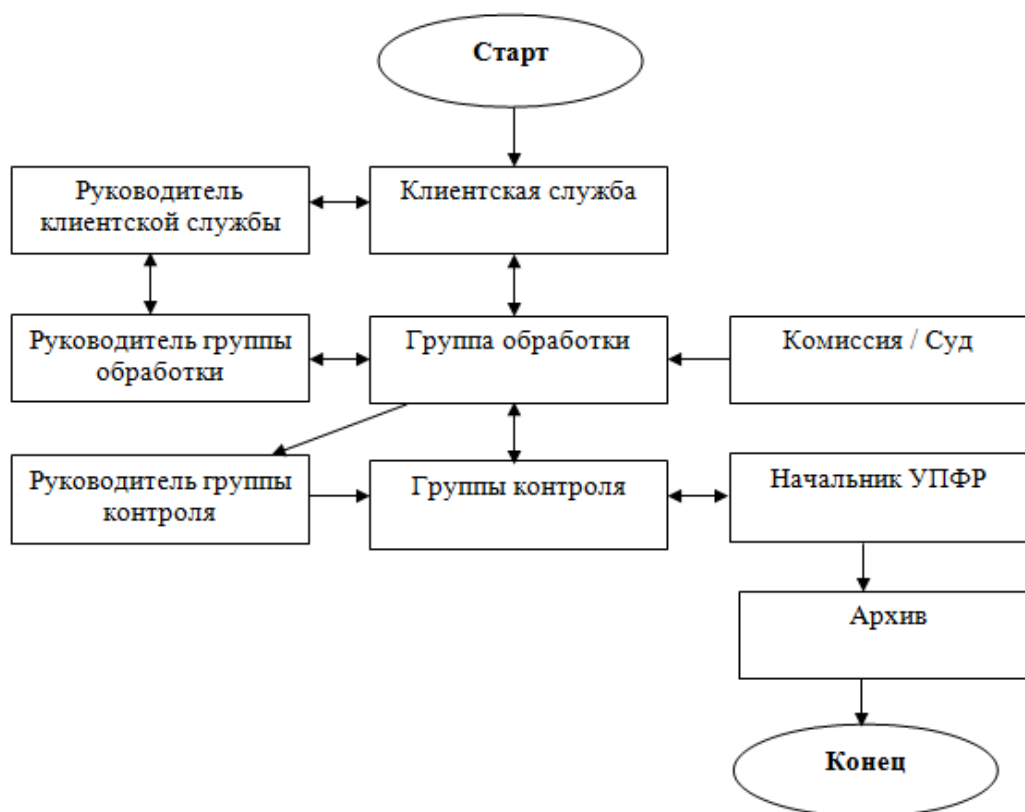 Старт
Руководитель
клиентской службы
Клиентская служба
Руководитель группы
обработки
Группа обработки
Комиссия / Суд
Руководитель группы
контроля
Группы контроля
Начальник УПФР
Архив
Конец